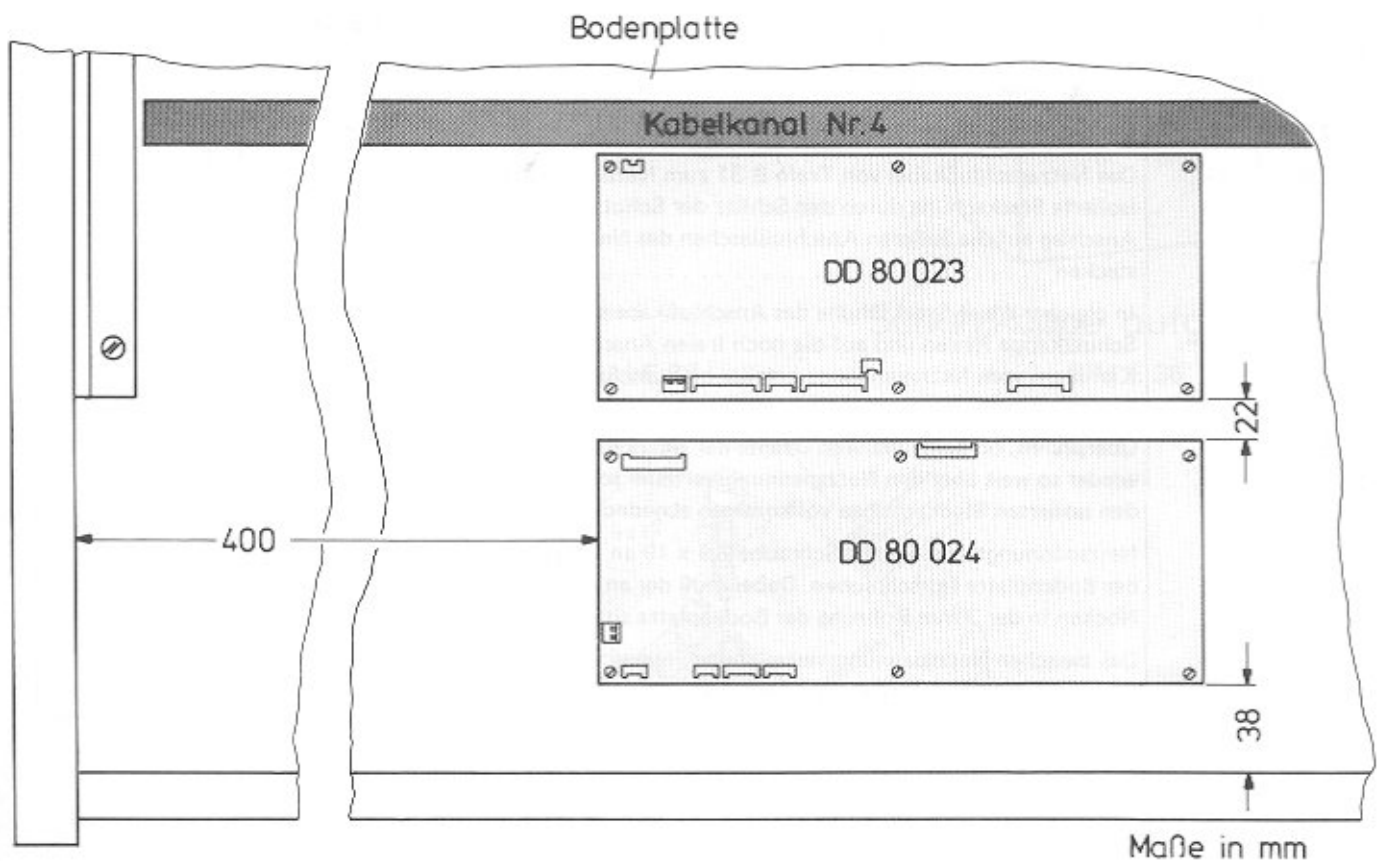 Bodenplatte
Kabelkanal Nr.4
DD 80 023
22
400
DD 80 024
38
Maße in mm